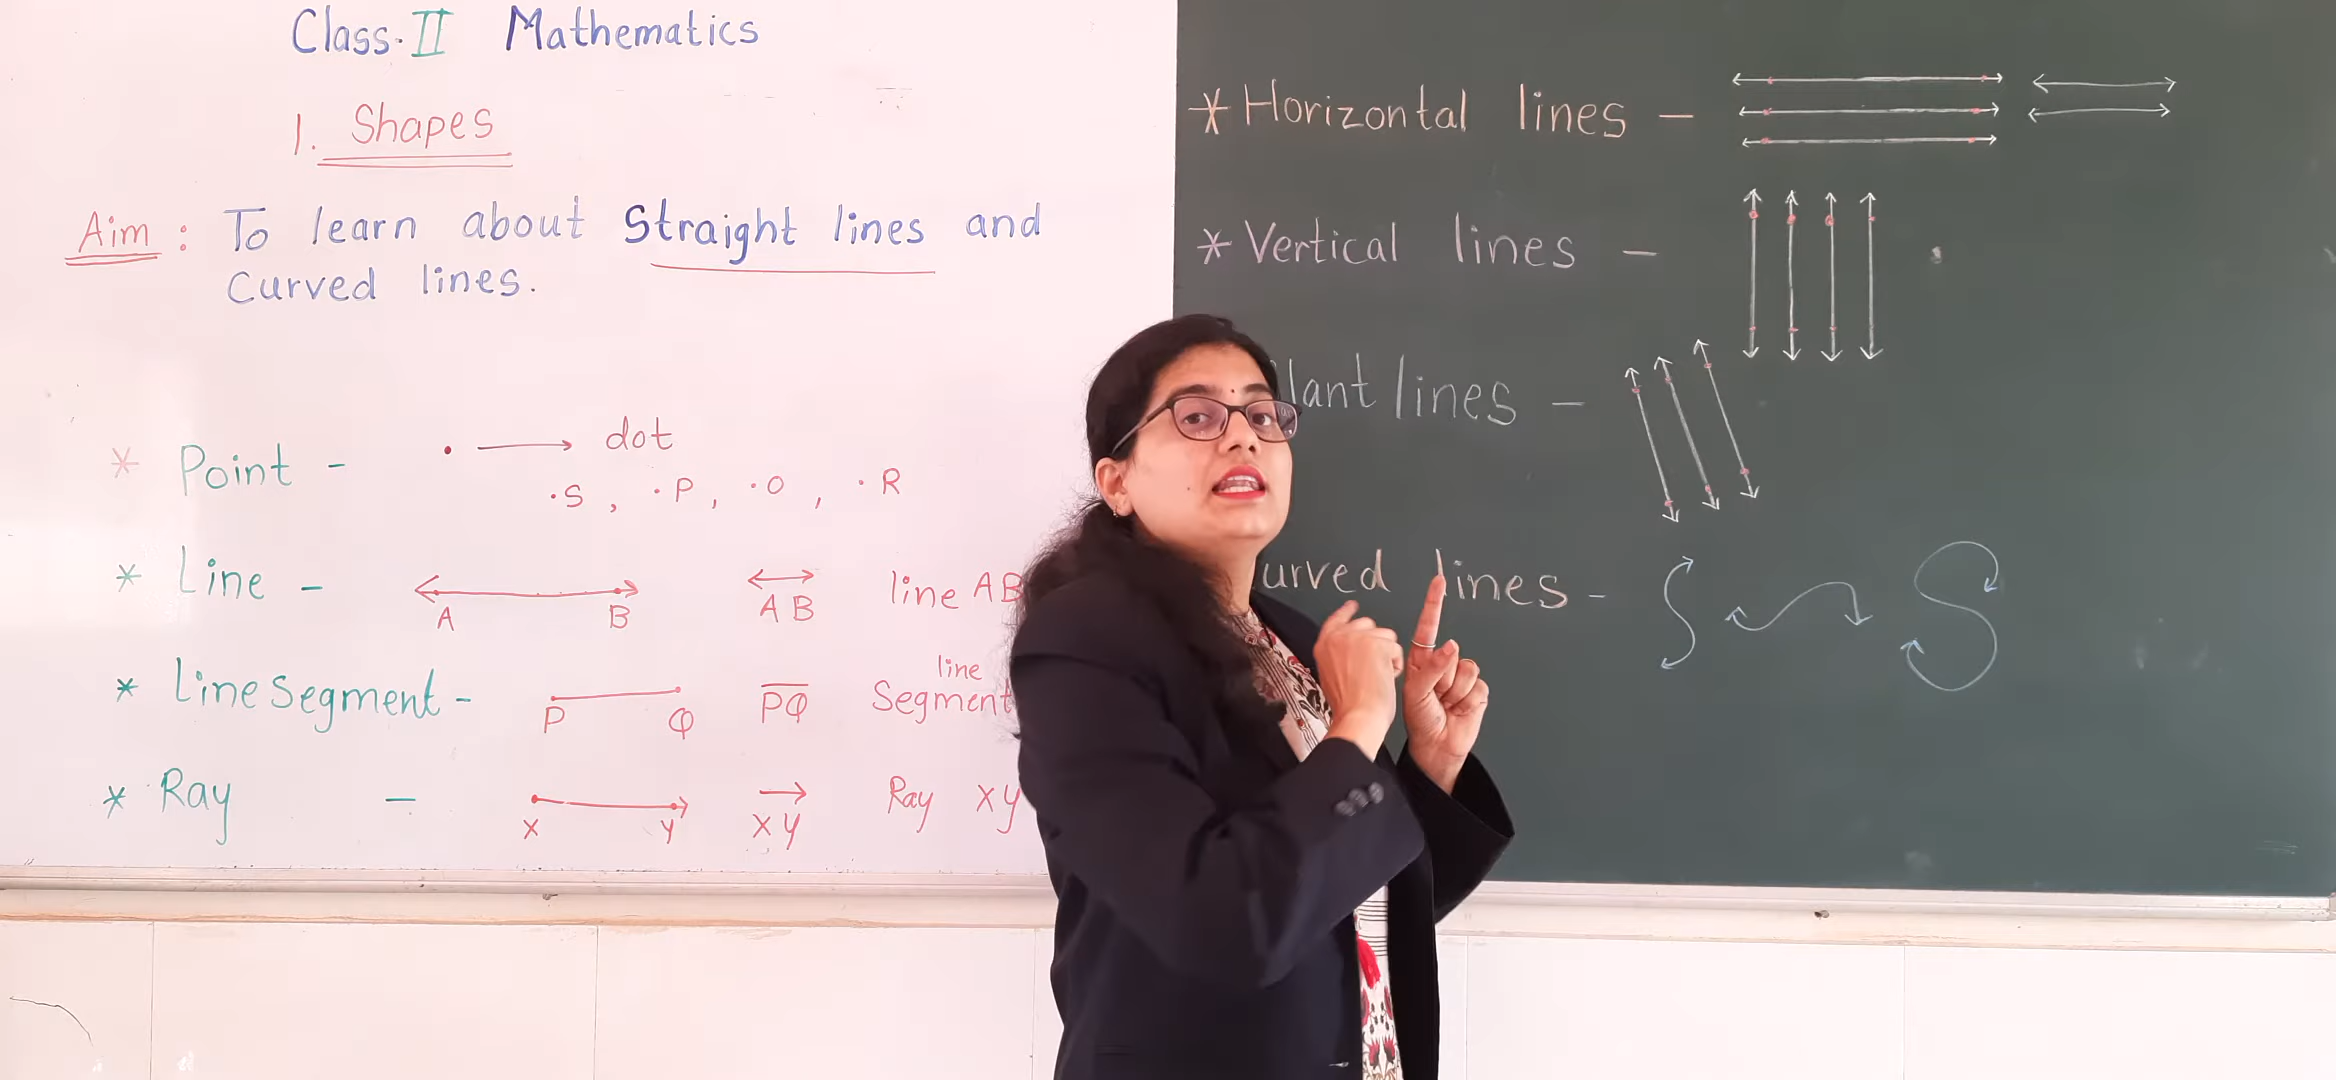 Class-II Mathematics
1. Shapes
Aim : To learn about Straight lines and
Curved lines.
* Point - . → dot
.S , .P , .O , .R
* Line - A B AB line AB
* Line Segment - P Q PQ line Segment
* Ray - X Y XY Ray XY
* Horizontal lines -
* Vertical lines -
lant lines -
urved lines -